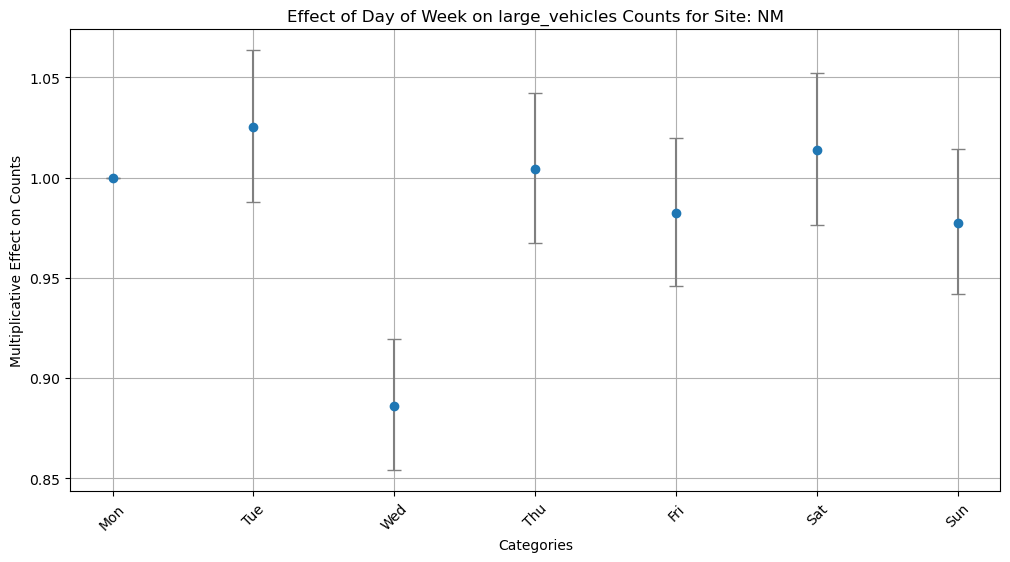 Effect of Day of Week on large_vehicles Counts for Site: NM
Multiplicative Effect on Counts
1.05
1.00
0.95
0.90
0.85
Mon
Tue
Wed
Thu
Fri
Sat
Sun
Categories